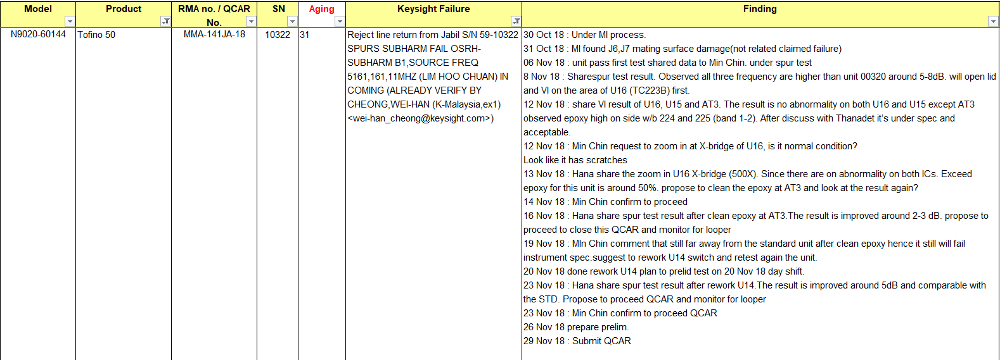 Model
Product
RMA no. / QCAR
No.
SN
Aging
Keysight Failure
Finding
N9020-60144
Tofino 50
MMA-141JA-18
10322
31
Reject line return from Jabil S/N 59-10322
SPURS SUBHARM FAIL OSRH-
SUBHARM B1,SOURCE FREQ
5161,161,11MHZ (LIM HOO CHUAN) IN
COMING (ALREADY VERIFY BY
CHEONG,WEI-HAN (K-Malaysia,ex1)
<wei-han_cheong@keysight.com>)
30 Oct 18 : Under MI process.
31 Oct 18 : MI found J6,J7 mating surface damage(not related claimed failure)
06 Nov 18 : unit pass first test shared data to Min Chin. under spur test
8 Nov 18 : Sharespur test result. Observed all three frequency are higher than unit 00320 around 5-8dB. will open lid
and VI on the area of U16 (TC223B) first.
12 Nov 18 : share VI result of U16, U15 and AT3. The result is no abnormality on both U16 and U15 except AT3
observed epoxy high on side w/b 224 and 225 (band 1-2). After discuss with Thanadet it's under spec and
acceptable.
12 Nov 18 : Min Chin request to zoom in at X-bridge of U16, is it normal condition?
Look like it has scratches
13 Nov 18 : Hana share the zoom in U16 X-bridge (500X). Since there are on abnormality on both ICs. Exceed
epoxy for this unit is around 50%. propose to clean the epoxy at AT3 and look at the result again?
14 Nov 18 : Min Chin confirm to proceed
16 Nov 18 : Hana share spur test result after clean epoxy at AT3.The result is improved around 2-3 dB. propose to
proceed to close this QCAR and monitor for looper
19 Nov 18 : MIn Chin comment that still far away from the standard unit after clean epoxy hence it still will fail
instrument spec.suggest to rework U14 switch and retest again the unit.
20 Nov 18 done rework U14 plan to prelid test on 20 Nov 18 day shift.
23 Nov 18 : Hana share spur test result after rework U14.The result is improved around 5dB and comparable with
the STD. Propose to proceed QCAR and monitor for looper
23 Nov 18 : Min Chin confirm to proceed QCAR
26 Nov 18 prepare prelim.
29 Nov 18 : Submit QCAR